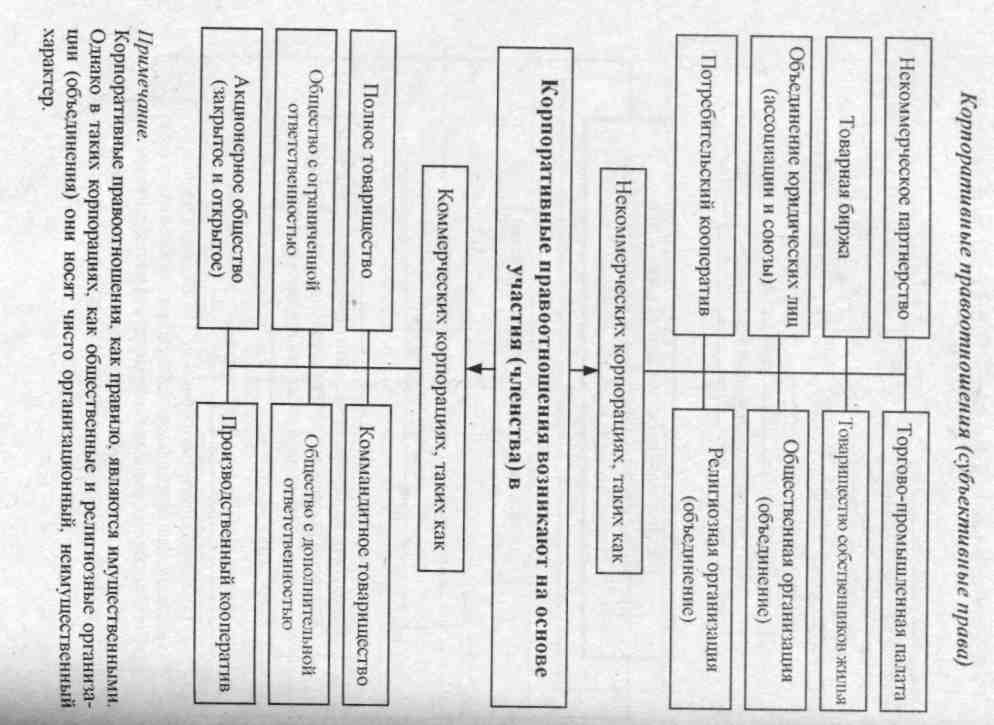 Корпоративные правоотношения (субъективные права)
Некоммерческое партнерство
Торгово-промышленная палата
Товарная биржа
Товарищество собственников жилья
Объединение юридических лиц
(ассоциации и союзы)
Общественная организация
(объединение)
Потребительский кооператив
Религиозная организация
(объединение)
Некоммерческих корпорациях, таких как
Корпоративные правоотношения возникают на основе
участия (членства) в
Коммерческих корпорациях, таких как
Полное товарищество
Коммандитное товарищество
Общество с ограниченной
ответственностью
Общество с дополнительной
ответственностью
Акционерное общество
(закрытое и открытое)
Производственный кооператив
Примечание.
Корпоративные правоотношения, как правило, являются имущественными.
Однако в таких корпорациях, как общественные и религиозные организа-
ции (объединения) они носят чисто организационный, неимущественный
характер.